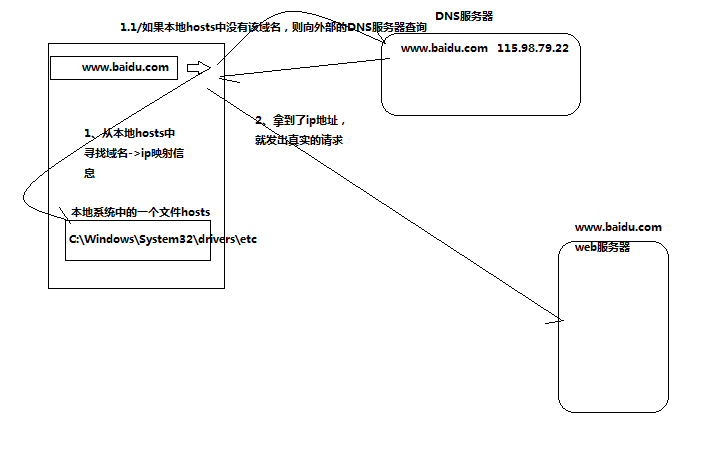 DNS服务器
1.1/如果本地hosts中没有该域名，则向外部的DNS服务器查询
www.baidu.com 115.98.79.22
www.baidu.com
2、拿到了ip地址，
就发出真实的请求
1、从本地hosts中
寻找域名->ip映射信
息
本地系统中的一个文件hosts
C:\Windows\System32\drivers\etc
www.baidu.com
web服务器